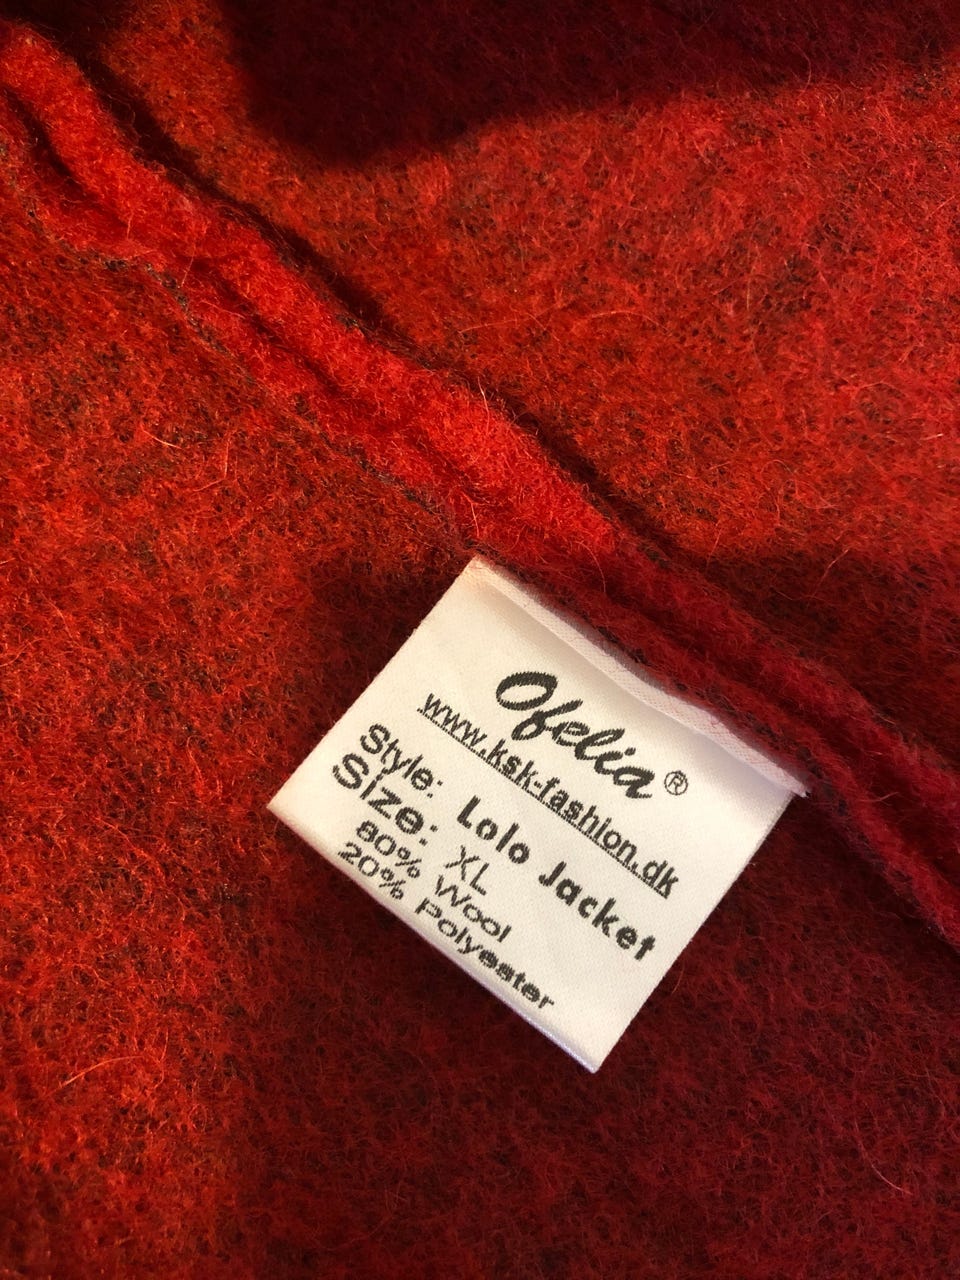 Ofelia®
www.ksk-fashion.dk
Style: Lolo Jacket
Size: XL
80% Wool
20% Polyester